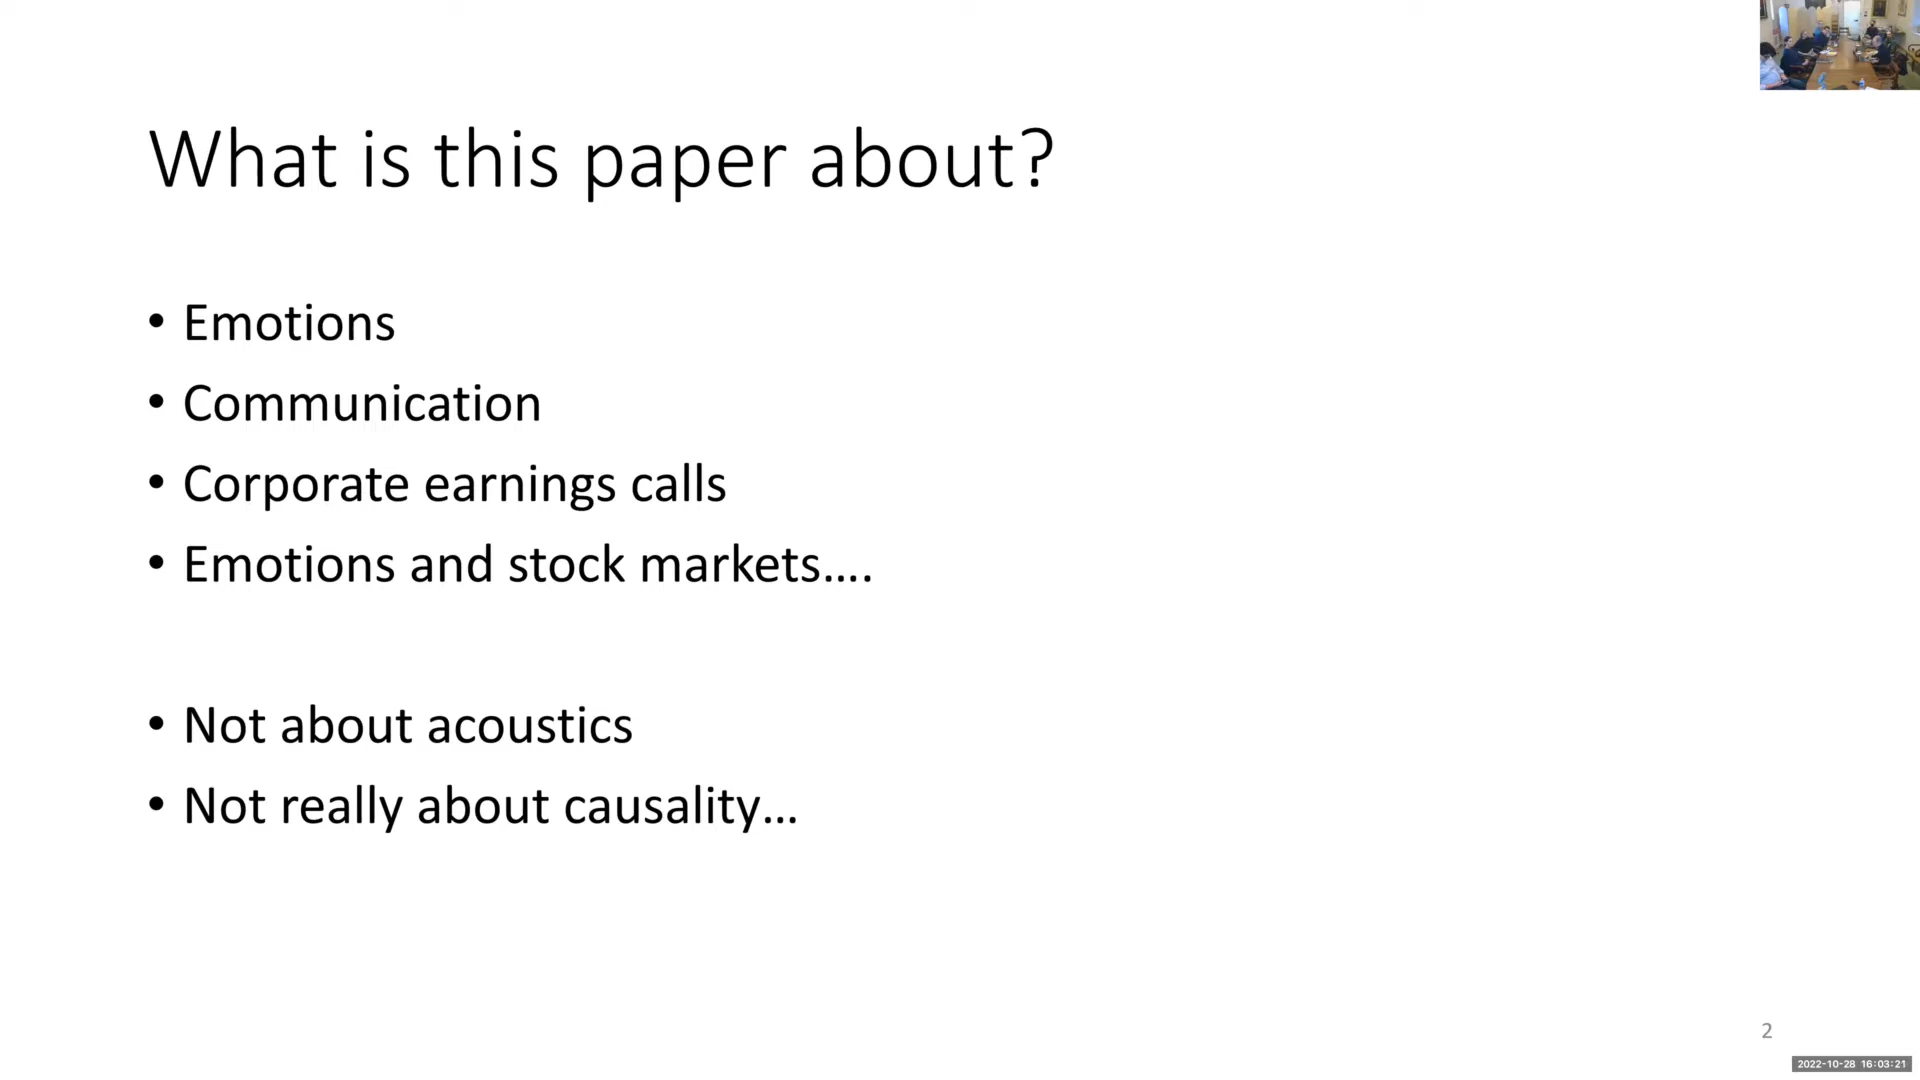 What is this paper about?
• Emotions
• Communication
• Corporate earnings calls
• Emotions and stock markets....
• Not about acoustics
• Not really about causality...
2
2022-10-28 16:03:21